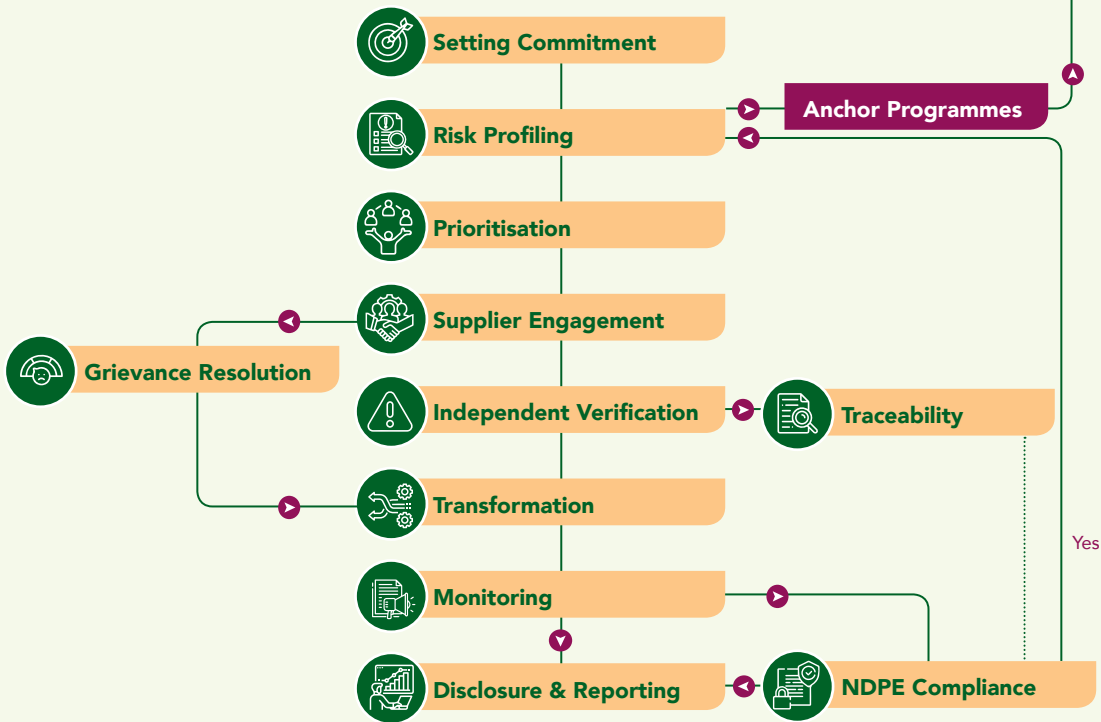 Setting Commitment
Anchor Programmes
Risk Profiling
Prioritisation
Supplier Engagement
Grievance Resolution
Independent Verification
Traceability
Transformation
Yes
Monitoring
Disclosure & Reporting
NDPE Compliance